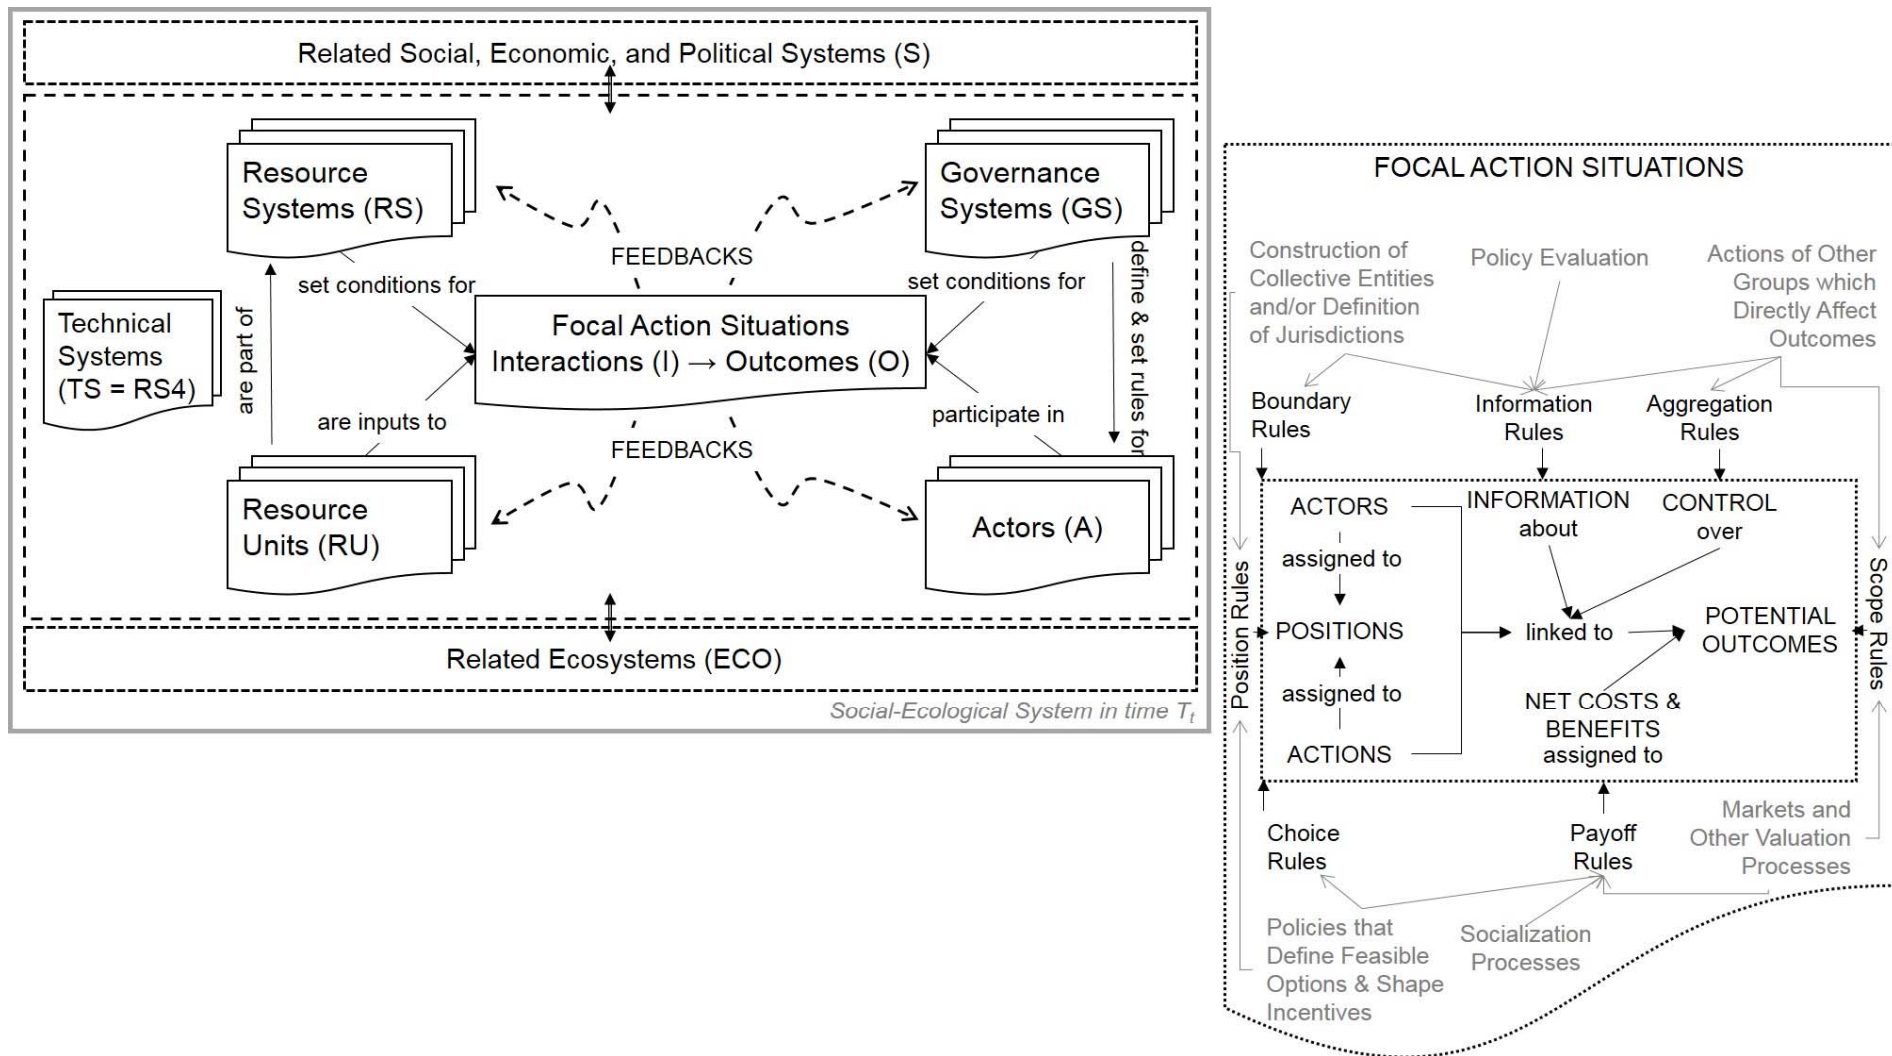 Related Social, Economic, and Political Systems (S)
Resource
Systems (RS)
Governance
Systems (GS)
FEEDBACKS
set conditions for
set conditions for
define & set rules for
Technical
Systems
(TS = RS4)
are part of
Focal Action Situations
Interactions (I) → Outcomes (O)
are inputs to
participate in
FEEDBACKS
Resource
Units (RU)
Actors (A)
Related Ecosystems (ECO)
Social-Ecological System in time Tt
FOCAL ACTION SITUATIONS
Construction of
Collective Entities
and/or Definition
of Jurisdictions
Policy Evaluation
Actions of Other
Groups which
Directly Affect
Outcomes
Boundary
Rules
Information
Rules
Aggregation
Rules
Position Rules
ACTORS
assigned to
POSITIONS
assigned to
ACTIONS
INFORMATION
about
CONTROL
over
linked to
POTENTIAL
OUTCOMES
NET COSTS &
BENEFITS
assigned to
Scope Rules
Choice
Rules
Payoff
Rules
Markets and
Other Valuation
Processes
Policies that
Define Feasible
Options & Shape
Incentives
Socialization
Processes